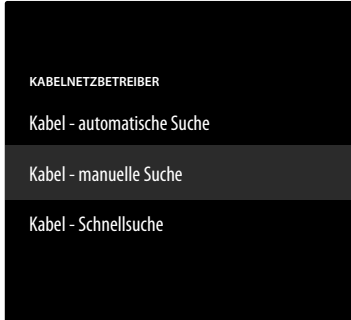 KABELNETZBETREIBER
Kabel - automatische Suche
Kabel - manuelle Suche
Kabel - Schnellsuche